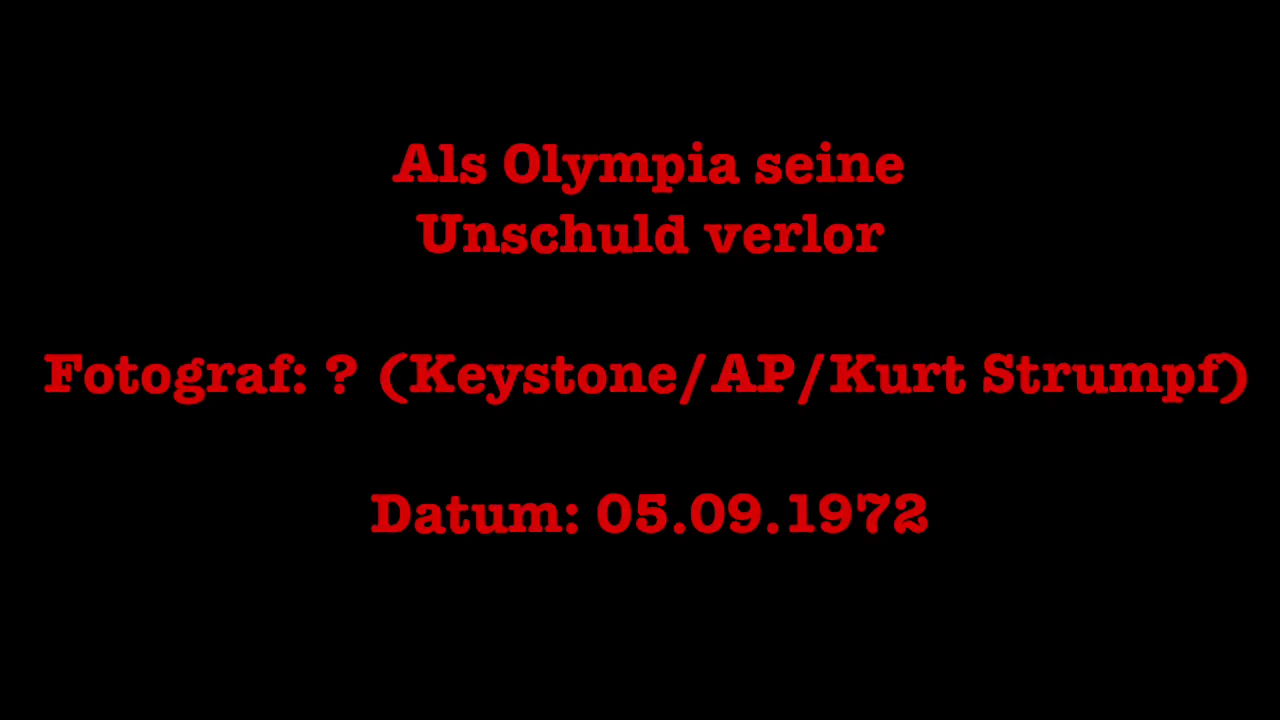 Als Olympia seine
Unschuld verlor
Fotograf: ? (Keystone/AP/Kurt Strumpf)
Datum: 05.09.1972